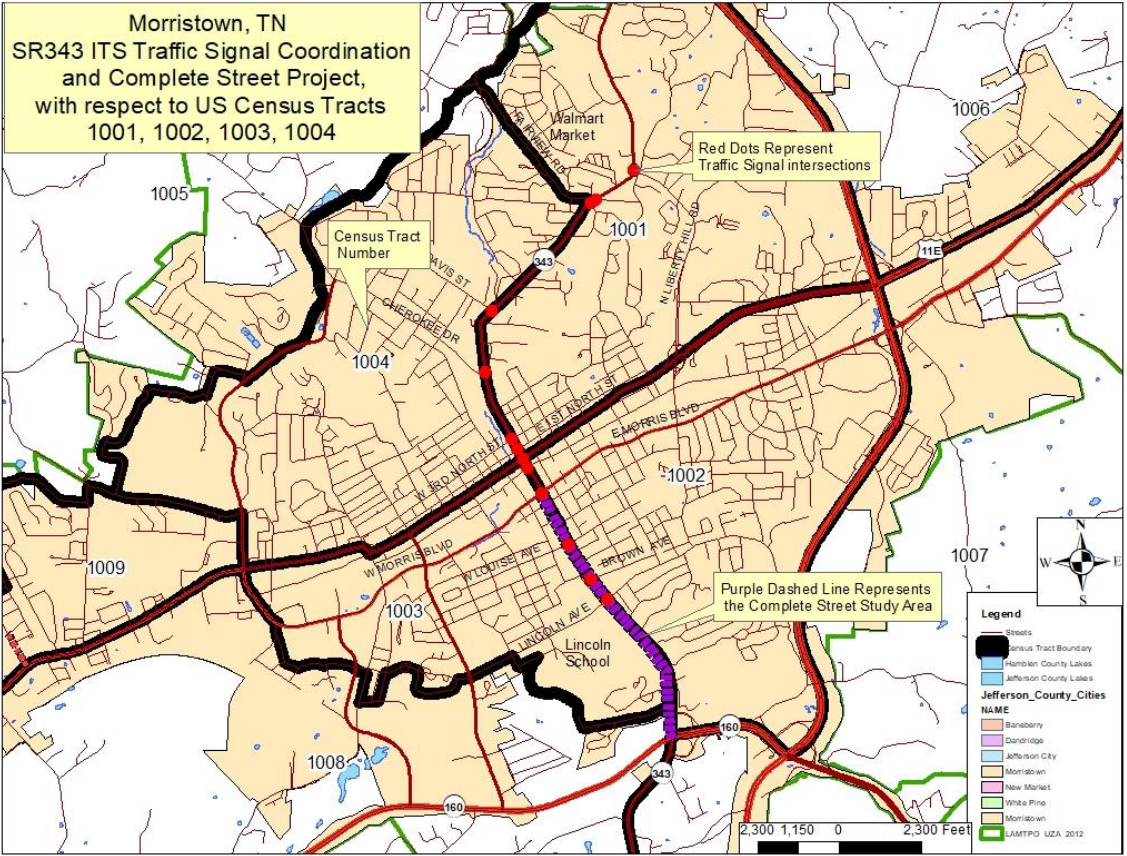 Morristown, TN
SR343 ITS Traffic Signal Coordination
and Complete Street Project,
with respect to US Census Tracts
1001, 1002, 1003, 1004
1006
Walmart
Market
FAIRVIEW RD
Red Dots Represent
Traffic Signal intersections
1005
Census Tract
Number
1001
N LIBERTY HILL RD
11E
343
DAVIS ST
CHEROKEE DR
1004
E 1ST NORTH ST
E MORRIS BLVD
W 3RD NORTH ST
1002
W MORRIS BLVD
W LOUISE AVE
BROWN AVE
1009
1007
N
W
E
S
Purple Dashed Line Represents
the Complete Street Study Area
1003
LINCOLN AVE
Lincoln
School
1008
160
343
160
Legend
Streets
Census Tract Boundary
Hamblen County Lakes
Jefferson County Lakes
Jefferson_County_Cities
NAME
Baneberry
Dandridge
Jefferson City
Morristown
New Market
White Pine
Morristown
LAMTPO UZA 2012
2,300 1,150 0 2,300 Feet